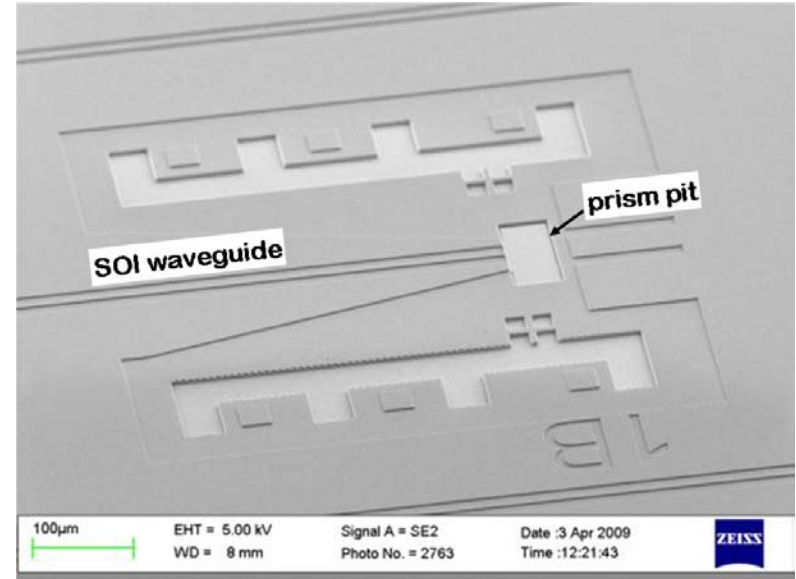 prism pit
SOI waveguide
1B
100µm
EHT = 5.00 kV
Signal A = SE2
Date :3 Apr 2009
ZEISS
WD = 8 mm
Photo No. = 2763
Time :12:21:43